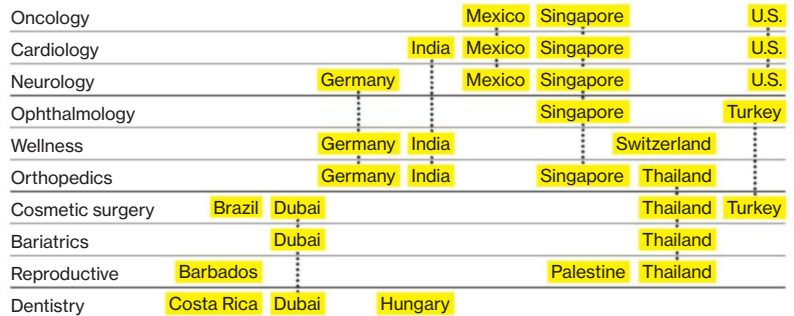 Oncology Mexico Singapore U.S.
Cardiology India Mexico Singapore U.S.
Neurology Germany Mexico Singapore U.S.
Ophthalmology Singapore Turkey
Wellness Germany India Switzerland
Orthopedics Germany India Singapore Thailand
Cosmetic surgery Brazil Dubai Thailand Turkey
Bariatrics Dubai Thailand
Reproductive Barbados Palestine Thailand
Dentistry Costa Rica Dubai Hungary